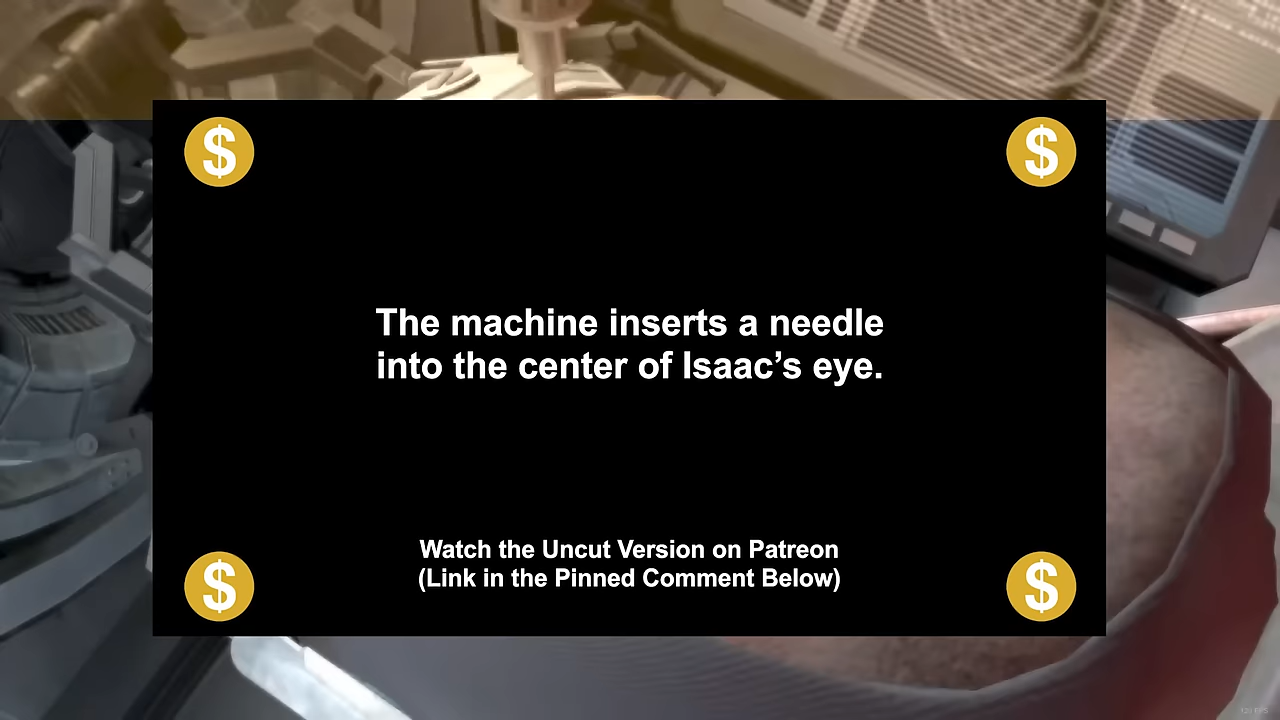 $ $
The machine inserts a needle
into the center of Isaac’s eye.
Watch the Uncut Version on Patreon
(Link in the Pinned Comment Below)
$ $